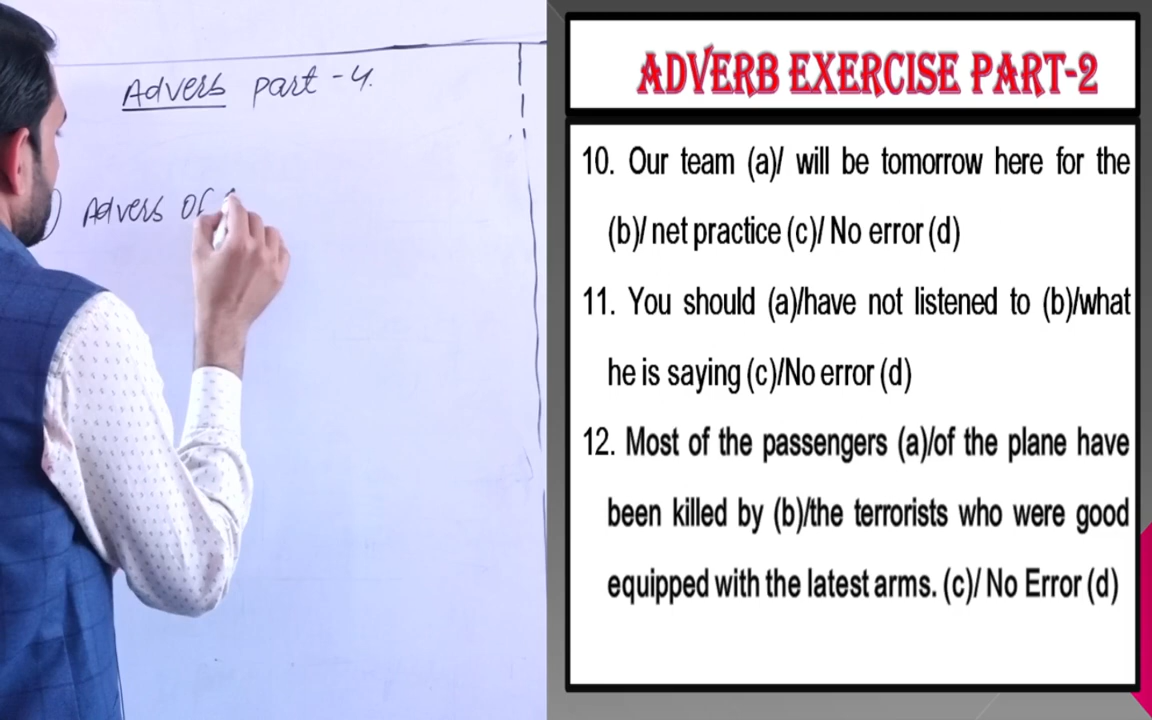 Adverb part -4.
) Adverb Of
ADVERB EXERCISE PART-2
10. Our team (a)/ will be tomorrow here for the
(b)/ net practice (c)/ No error (d)
11. You should (a)/have not listened to (b)/what
he is saying (c)/No error (d)
12. Most of the passengers (a)/of the plane have
been killed by (b)/the terrorists who were good
equipped with the latest arms. (c)/ No Error (d)